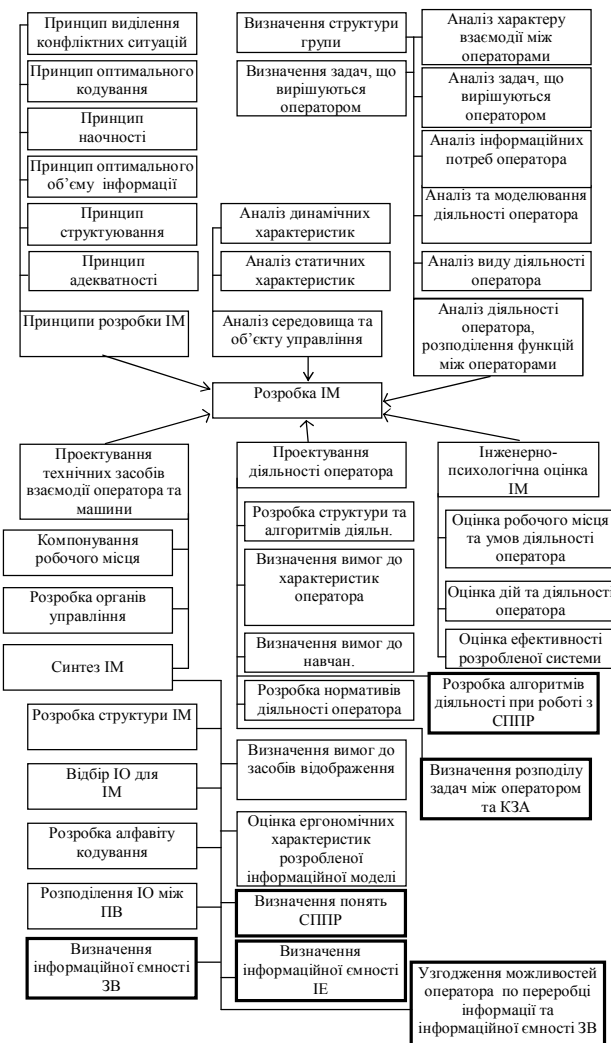 Принцип виділення
конфліктних ситуацій
Принцип оптимального
кодування
Принцип
наочності
Принцип оптимального
об’єму інформації
Принцип
структуювання
Принцип
адекватності
Принципи розробки ІМ
Аналіз динамічних
характеристик
Аналіз статичних
характеристик
Аналіз середовища та
об’єкту управління
Визначення структури
групи
Визначення задач, що
вирішуються
оператором
Аналіз характеру
взаємодії між
операторами
Аналіз задач, що
вирішуються
оператором
Аналіз інформаційних
потреб оператора
Аналіз та моделювання
діяльності оператора
Аналіз виду діяльності
оператора
Аналіз діяльності
оператора,
розподілення функцій
між операторами
Розробка ІМ
Проектування
технічних засобів
взаємодії оператора та
машини
Компонування
робочого місця
Розробка органів
управління
Синтез ІМ
Проектування
діяльності оператора
Розробка структури та
алгоритмів діяльн.
Визначення вимог до
характеристик
оператора
Визначення вимог до
навчан.
Розробка нормативів
діяльності оператора
Інженерно-
психологічна оцінка
ІМ
Оцінка робочого місця
та умов діяльності
оператора
Оцінка дій та діяльності
оператора
Оцінка ефективності
розробленої системи
Розробка алгоритмів
діяльності при роботі з
СППР
Визначення розподілу
задач між оператором
та КЗА
Розробка структури ІМ
Відбір ІО для
ІМ
Розробка алфавіту
кодування
Розподілення ІО між
ПВ
Визначення
інформаційної ємності
ЗВ
Визначення вимог до
засобів відображення
Оцінка ергономічних
характеристик
розробленої
інформаційної моделі
Визначення понять
СППР
Визначення
інформаційної ємності
ІЕ
Узгодження можливостей
оператора по переробці
інформації та
інформаційної ємності ЗВ